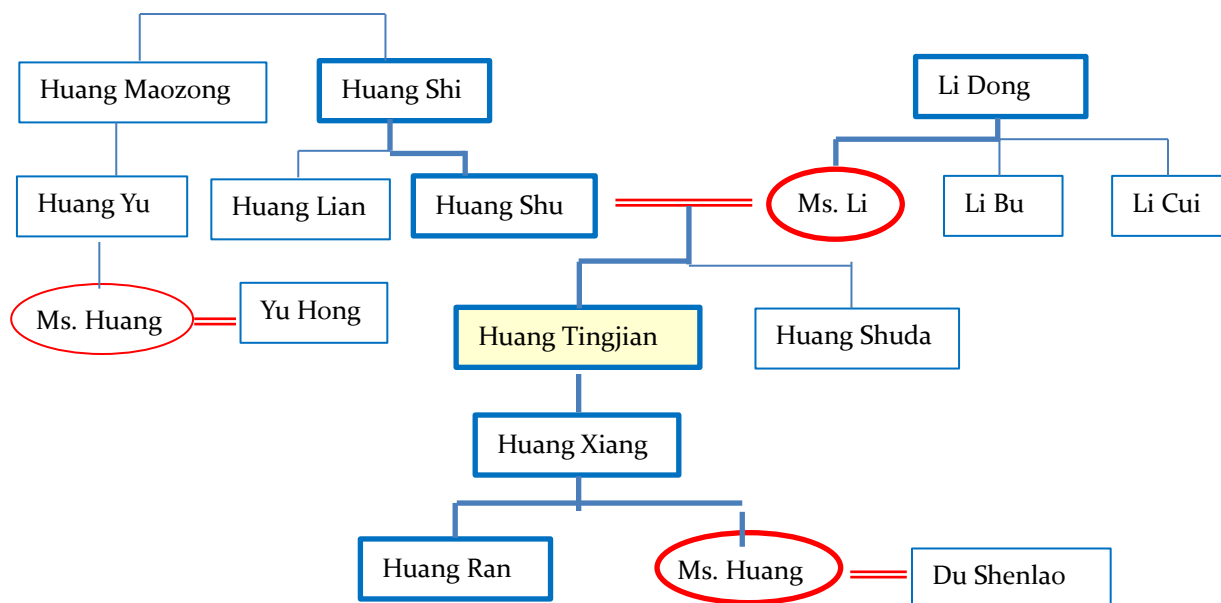 Huang Maozong
Huang Shi
Li Dong
Huang Yu
Huang Lian
Huang Shu
Ms. Li
Li Bu
Li Cui
Ms. Huang
Yu Hong
Huang Tingjian
Huang Shuda
Huang Xiang
Huang Ran
Ms. Huang
Du Shenlao